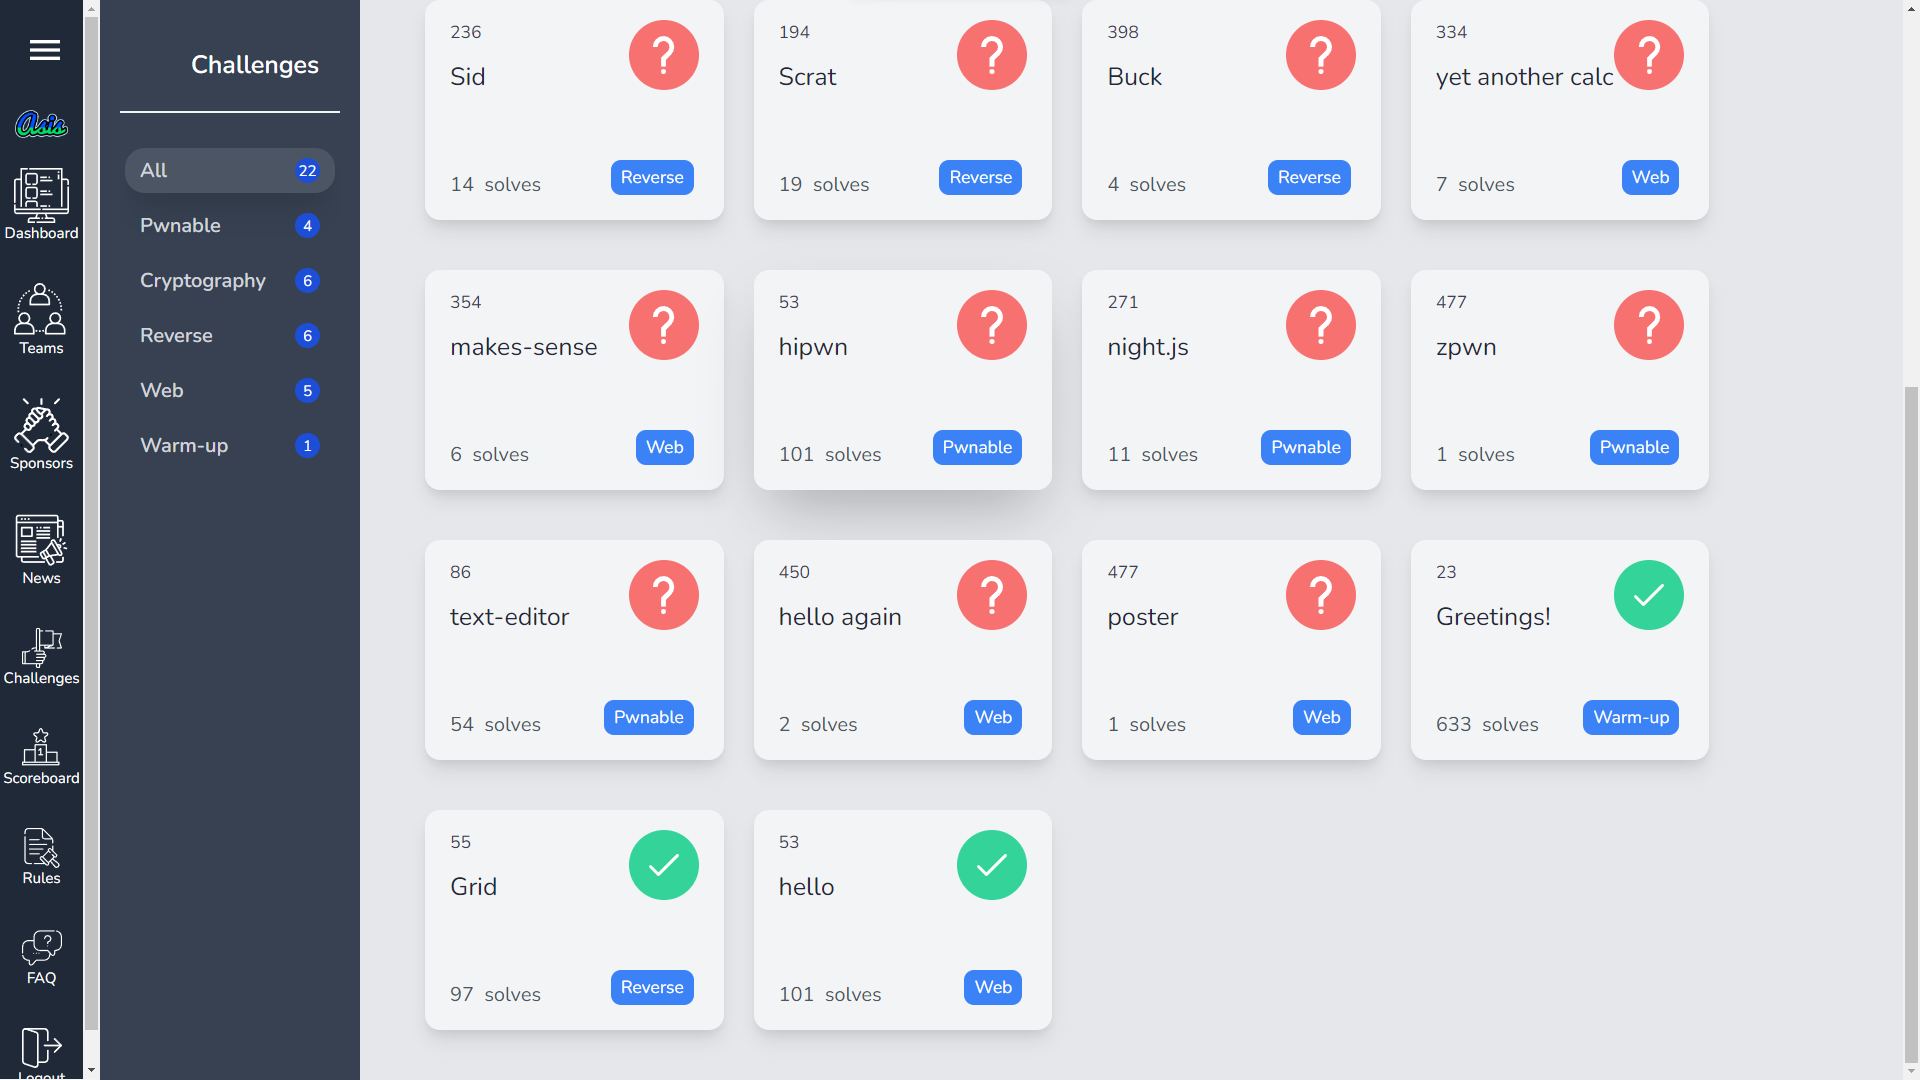 Asis
Dashboard
Teams
Sponsors
News
Challenges
Scoreboard
Rules
FAQ
Logout
Challenges
All 22
Pwnable 4
Cryptography 6
Reverse 6
Web 5
Warm-up 1
236
Sid
14 solves
Reverse
194
Scrat
19 solves
Reverse
398
Buck
4 solves
Reverse
334
yet another calc
7 solves
Web
354
makes-sense
6 solves
Web
53
hipwn
101 solves
Pwnable
271
night.js
11 solves
Pwnable
477
zpwn
1 solves
Pwnable
86
text-editor
54 solves
Pwnable
450
hello again
2 solves
Web
477
poster
1 solves
Web
23
Greetings!
633 solves
Warm-up
55
Grid
97 solves
Reverse
53
hello
101 solves
Web